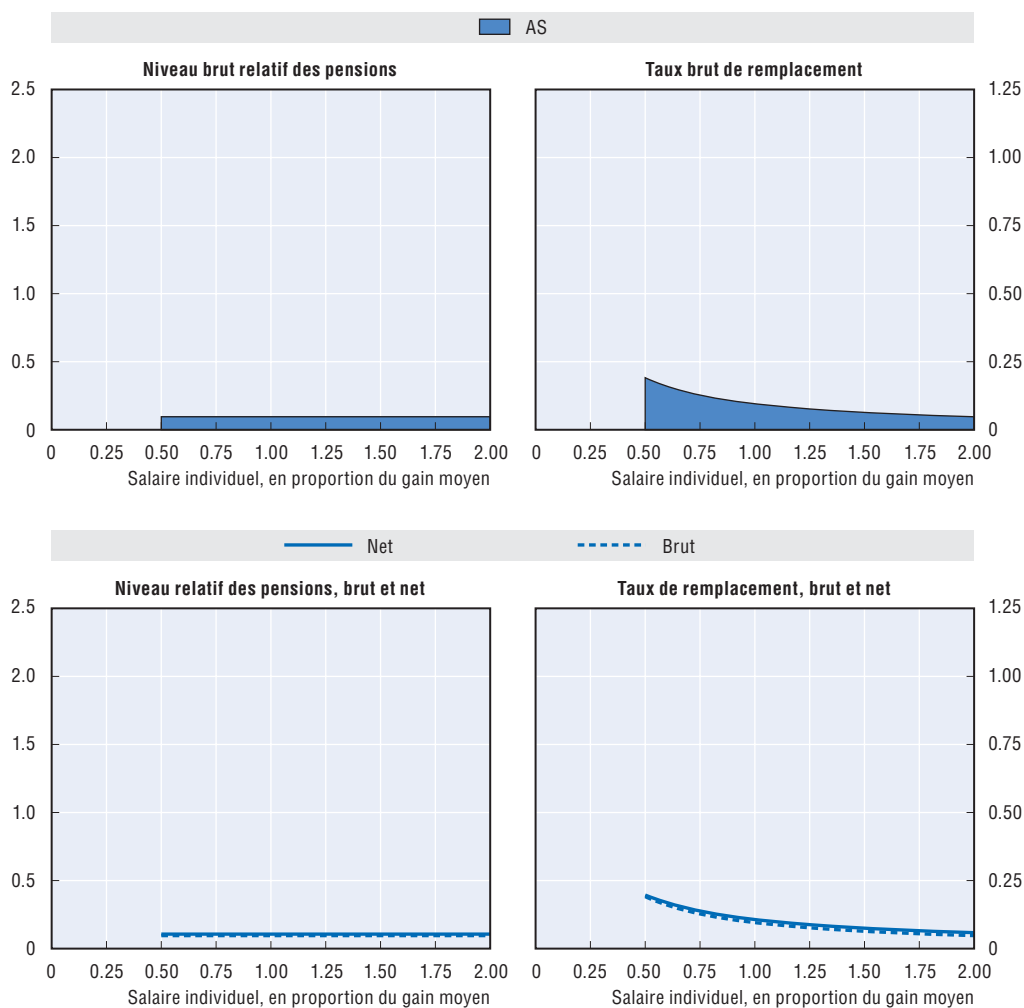 AS
Niveau brut relatif des pensions
2.5
2.0
1.5
1.0
0.5
0
0 0.25 0.50 0.75 1.00 1.25 1.50 1.75 2.00
Salaire individuel, en proportion du gain moyen
Taux brut de remplacement
1.25
1.00
0.75
0.50
0.25
0
0 0.25 0.50 0.75 1.00 1.25 1.50 1.75 2.00
Salaire individuel, en proportion du gain moyen
Net Brut
Niveau relatif des pensions, brut et net
2.5
2.0
1.5
1.0
0.5
0
0 0.25 0.50 0.75 1.00 1.25 1.50 1.75 2.00
Salaire individuel, en proportion du gain moyen
Taux de remplacement, brut et net
1.25
1.00
0.75
0.50
0.25
0
0 0.25 0.50 0.75 1.00 1.25 1.50 1.75 2.00
Salaire individuel, en proportion du gain moyen